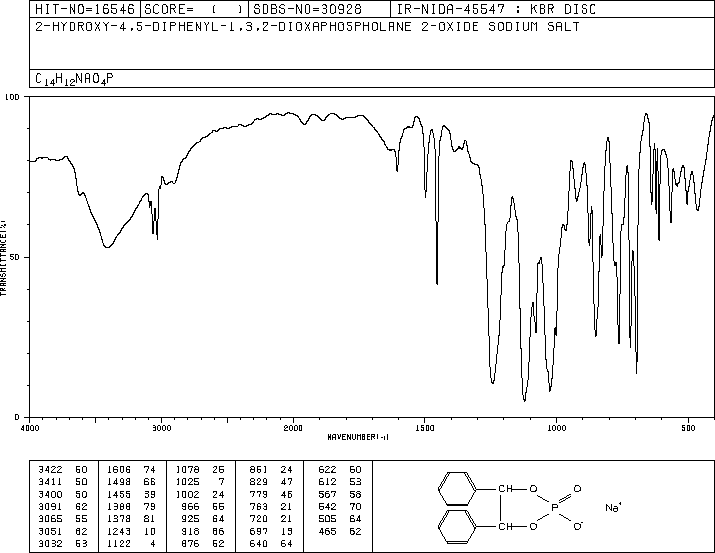 HIT-NO=16546 SCORE= ( ) SDBS-NO=30928 IR-NIDA-45547 : KBR DISC
2-HYDROXY-4,5-DIPHENYL-1,3,2-DIOXAPHOSPHOLANE 2-OXIDE SODIUM SALT
C14H12NAO4P
100
50
0
TRANSMITTANCE(%)
4000 3000 2000 1500 1000 500
WAVENUMBER(-1)
3422 50 1606 74 1078 25 851 24 622 60
3411 50 1498 66 1025 7 829 47 612 53
3400 50 1455 39 1002 24 779 46 567 58
3091 62 1388 79 966 55 763 21 542 70
3065 55 1378 81 925 64 720 21 505 64
3051 62 1243 10 918 66 697 13 465 62
3032 53 1122 4 876 52 640 64
CH O O
P Na+
CH O O-